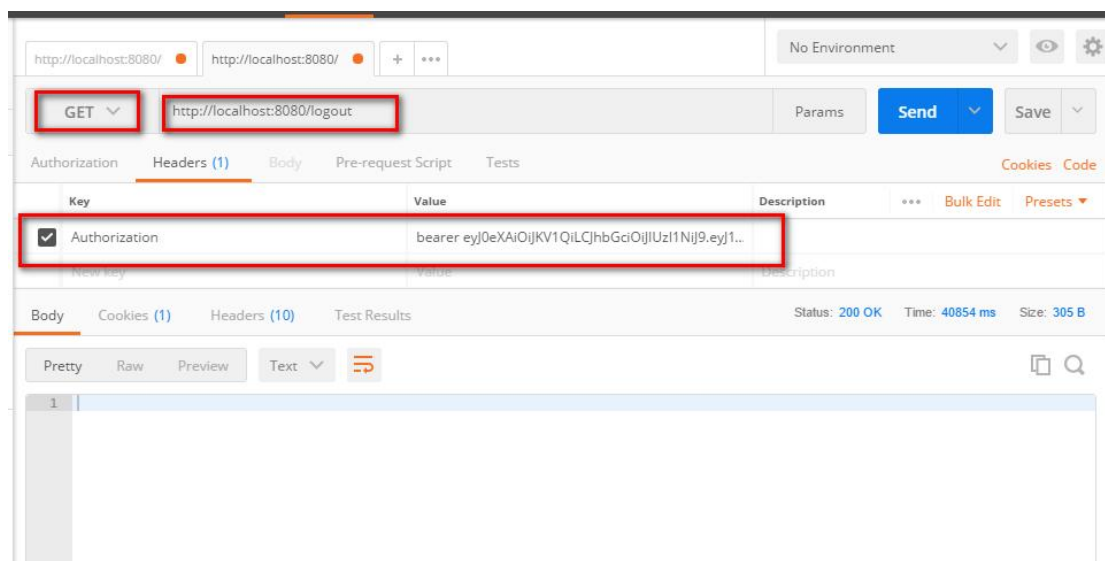 http://localhost:8080/ http://localhost:8080/ + ••• No Environment
GET http://localhost:8080/logout Params Send Save
Authorization Headers (1) Body Pre-request Script Tests Cookies Code
Key Value Description ••• Bulk Edit Presets
Authorization bearer eyJ0eXAiOiJKV1QiLCJhbGciOiJIUzI1NiJ9.eyJ1...
New key Value Description
Body Cookies (1) Headers (10) Test Results Status: 200 OK Time: 40854 ms Size: 305 B
Pretty Raw Preview Text
1